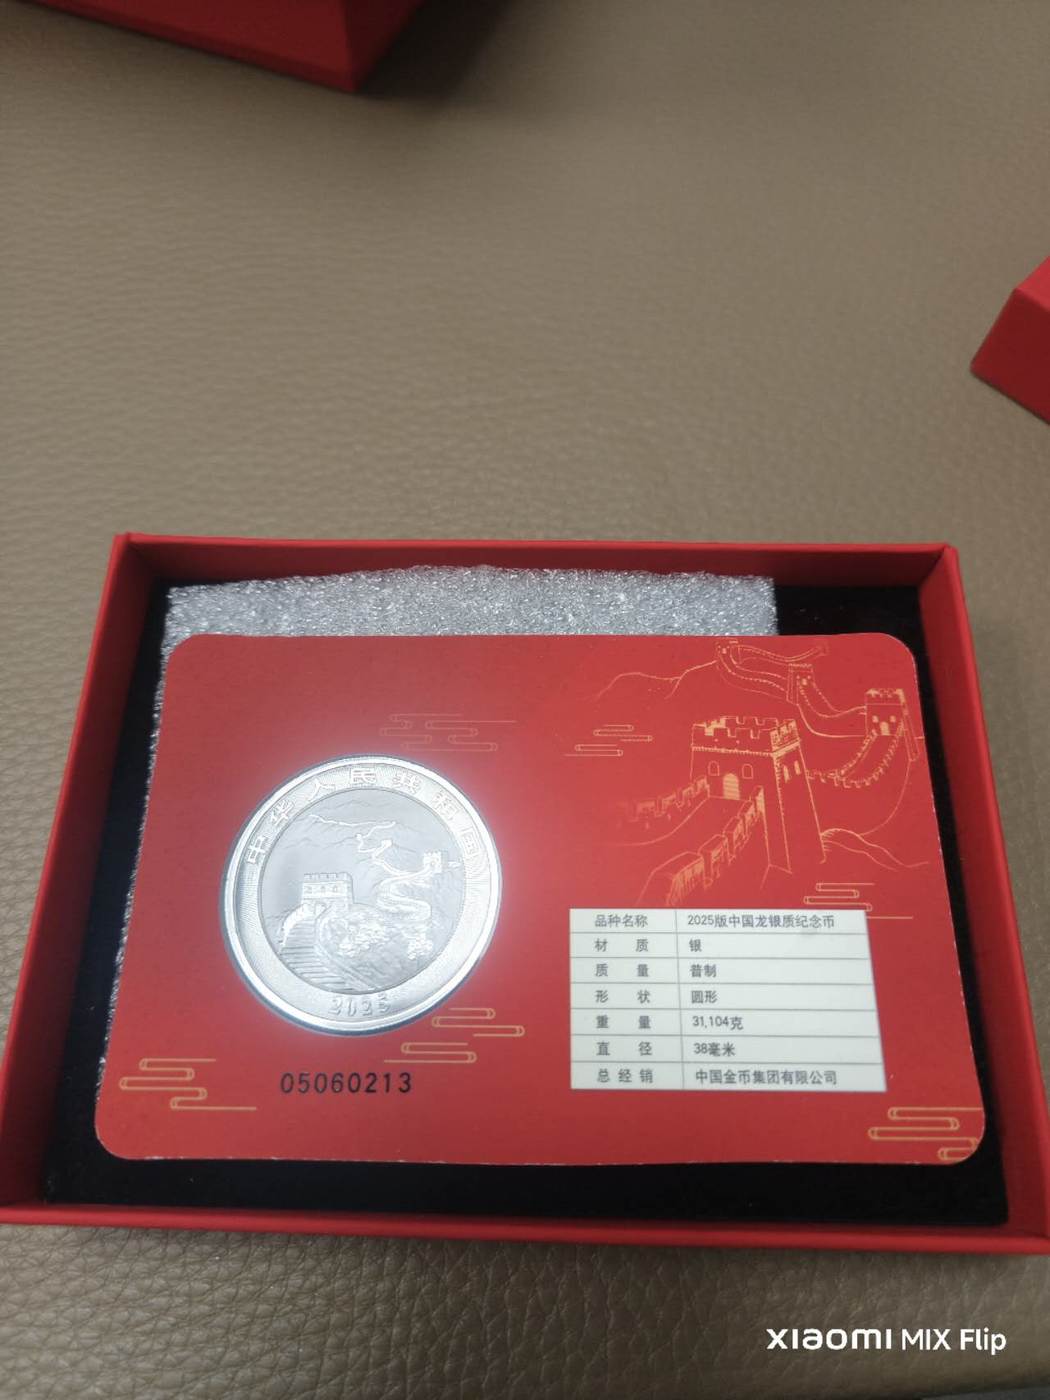 中华人民共和国
2025
05060213
品种名称 2025版中国龙银质纪念币
材质 银
质量 普制
形状 圆形
重量 31,104克
直径 38毫米
总经销 中国金币集团有限公司
xiaomi MIX Flip